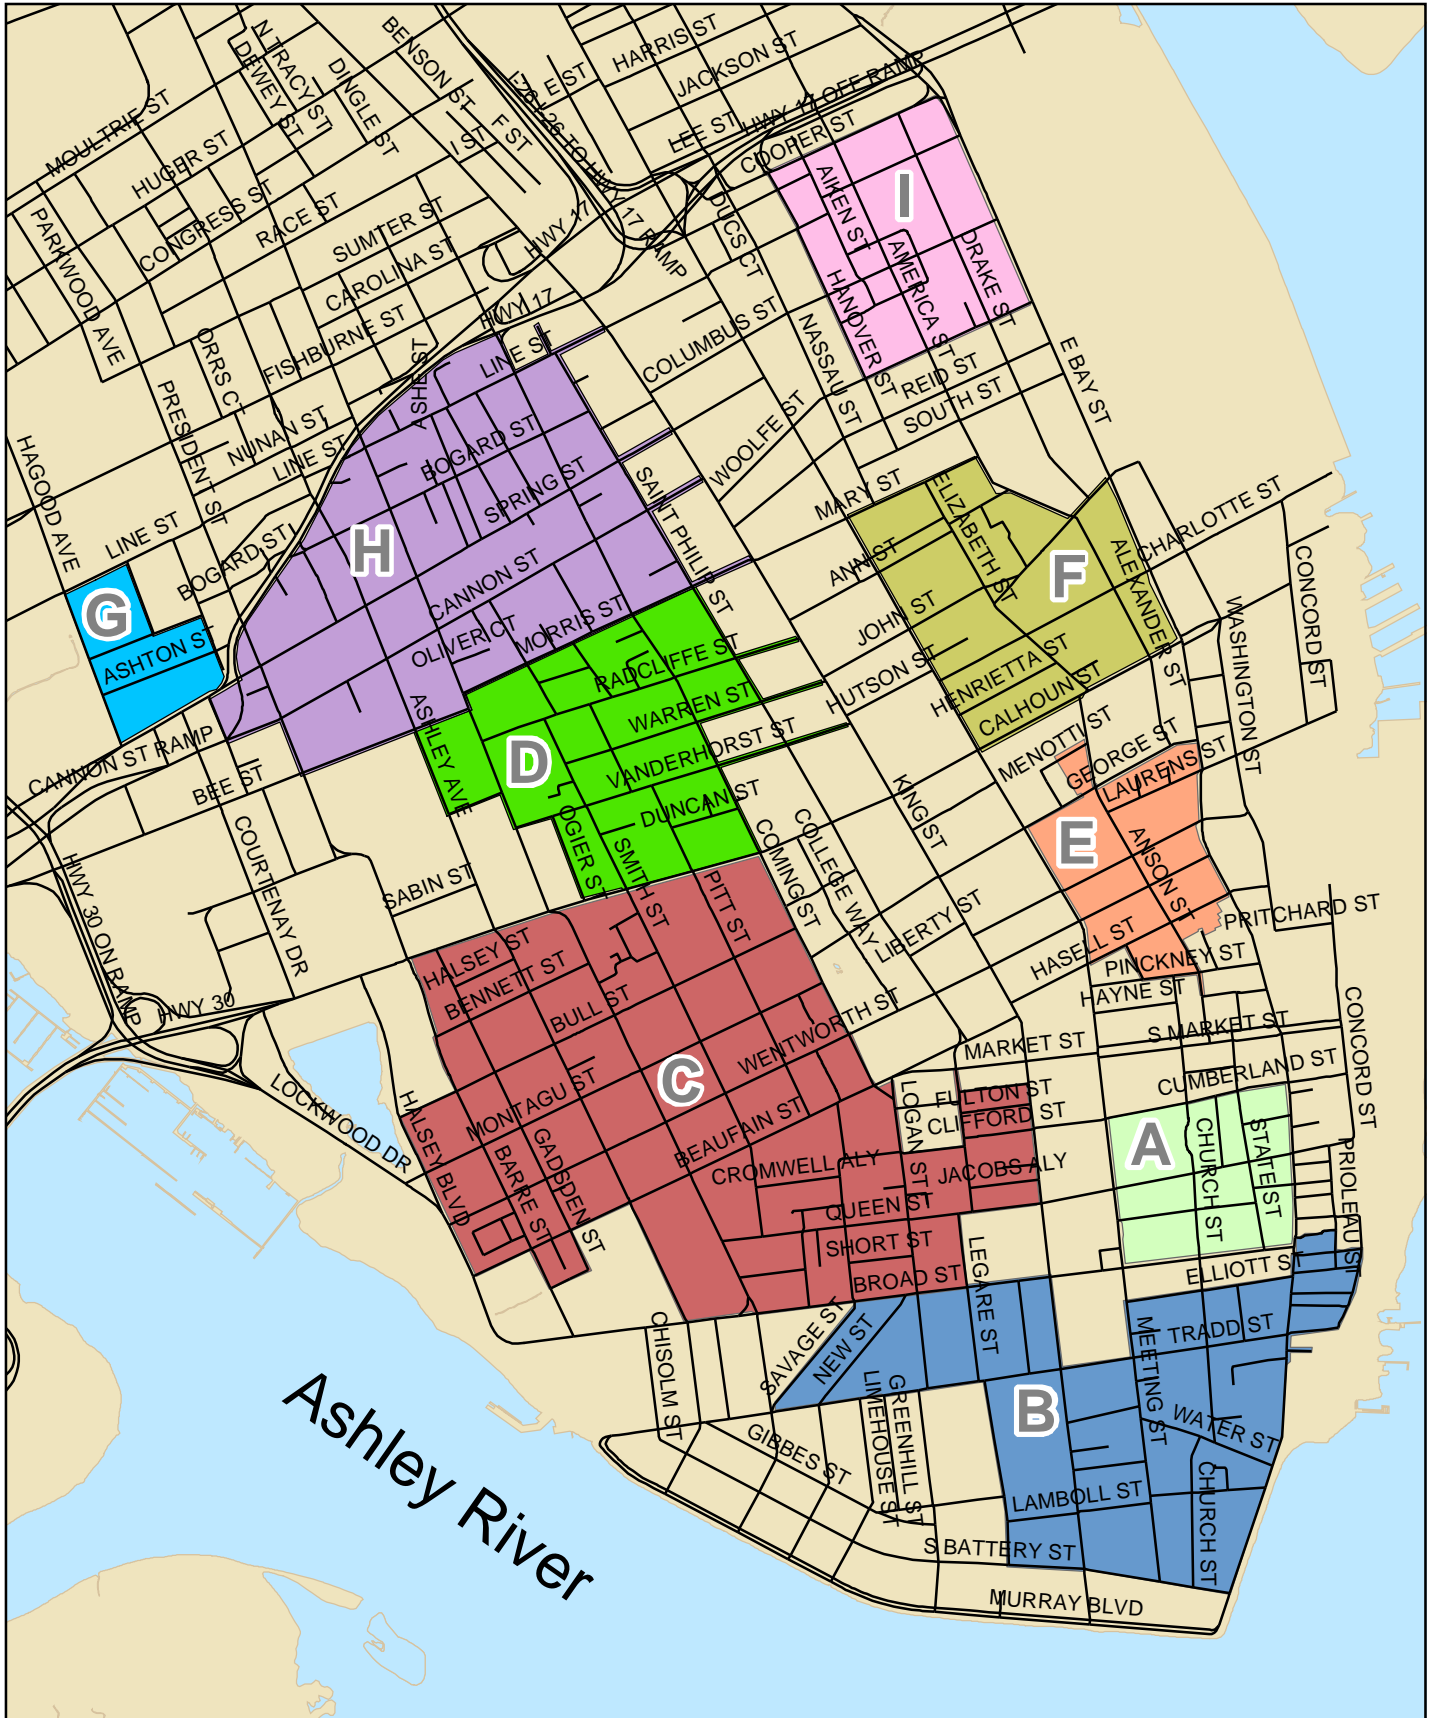 HARRIS ST
JACKSON ST
N TRACY ST
DEWEY ST
DINGLE ST
BENSON ST
I-26
E ST
F ST
I ST
I-26 TO HWY 17 RAMP
LEE ST
HWY 17 OFF RAMP
COOPER ST
MOULTRIE ST
HUGER ST
CONGRESS ST
RACE ST
SUMTER ST
CAROLINA ST
FISHBURNE ST
PARKWOOD AVE
HWY 17
HWY 17
DUCS CT
AIKEN ST
I
AMERICA ST
DRAKE ST
HANOVER ST
NASSAU ST
COLUMBUS ST
LINE ST
ASHE ST
ORRS CT
PRESIDENT ST
NUNAN ST
LINE ST
E BAY ST
REID ST
SOUTH ST
WOOLFE ST
HAGOOD AVE
BOGARD ST
SPRING ST
SAINT PHILIP ST
MARY ST
ELIZABETH ST
CHARLOTTE ST
LINE ST
BOGARD ST
H
CANNON ST
ANN ST
F
ALEXANDER ST
CONCORD ST
G
ASHTON ST
OLIVER CT
MORRIS ST
JOHN ST
WASHINGTON ST
RADCLIFFE ST
HUTSON ST
HENRIETTA ST
CALHOUN ST
ASHLEY AVE
WARREN ST
D
VANDERHORST ST
MENOTTI ST
GEORGE ST
LAURENS ST
CANNON ST RAMP
BEE ST
DUNCAN ST
OGIER ST
SMITH ST
KING ST
E
ANSON ST
COURTENAY DR
COMING ST
COLLEGE WAY
HWY 30 ON RAMP
SABIN ST
PITT ST
LIBERTY ST
PRITCHARD ST
HALSEY ST
BENNETT ST
HASELL ST
PINCKNEY ST
HAYNE ST
HWY 30
BULL ST
WENTWORTH ST
CONCORD ST
MARKET ST
S MARKET ST
C
CUMBERLAND ST
LOCKWOOD DR
HALSEY BLVD
MONTAGU ST
LOGAN ST
FULTON ST
CLIFFORD ST
BEAUFAIN ST
A
CHURCH ST
STATE ST
PRIOLEAU ST
BARRE ST
GADSDEN ST
CROMWELL ALY
JACOBS ALY
QUEEN ST
SHORT ST
BROAD ST
LEGARE ST
ELLIOTT ST
CHISOLM ST
SAVAGE ST
NEW ST
MEETING ST
TRADD ST
Ashley River
LIMEHOUSE ST
GREENHILL ST
B
WATER ST
GIBBES ST
LAMBOLL ST
CHURCH ST
S BATTERY ST
MURRAY BLVD